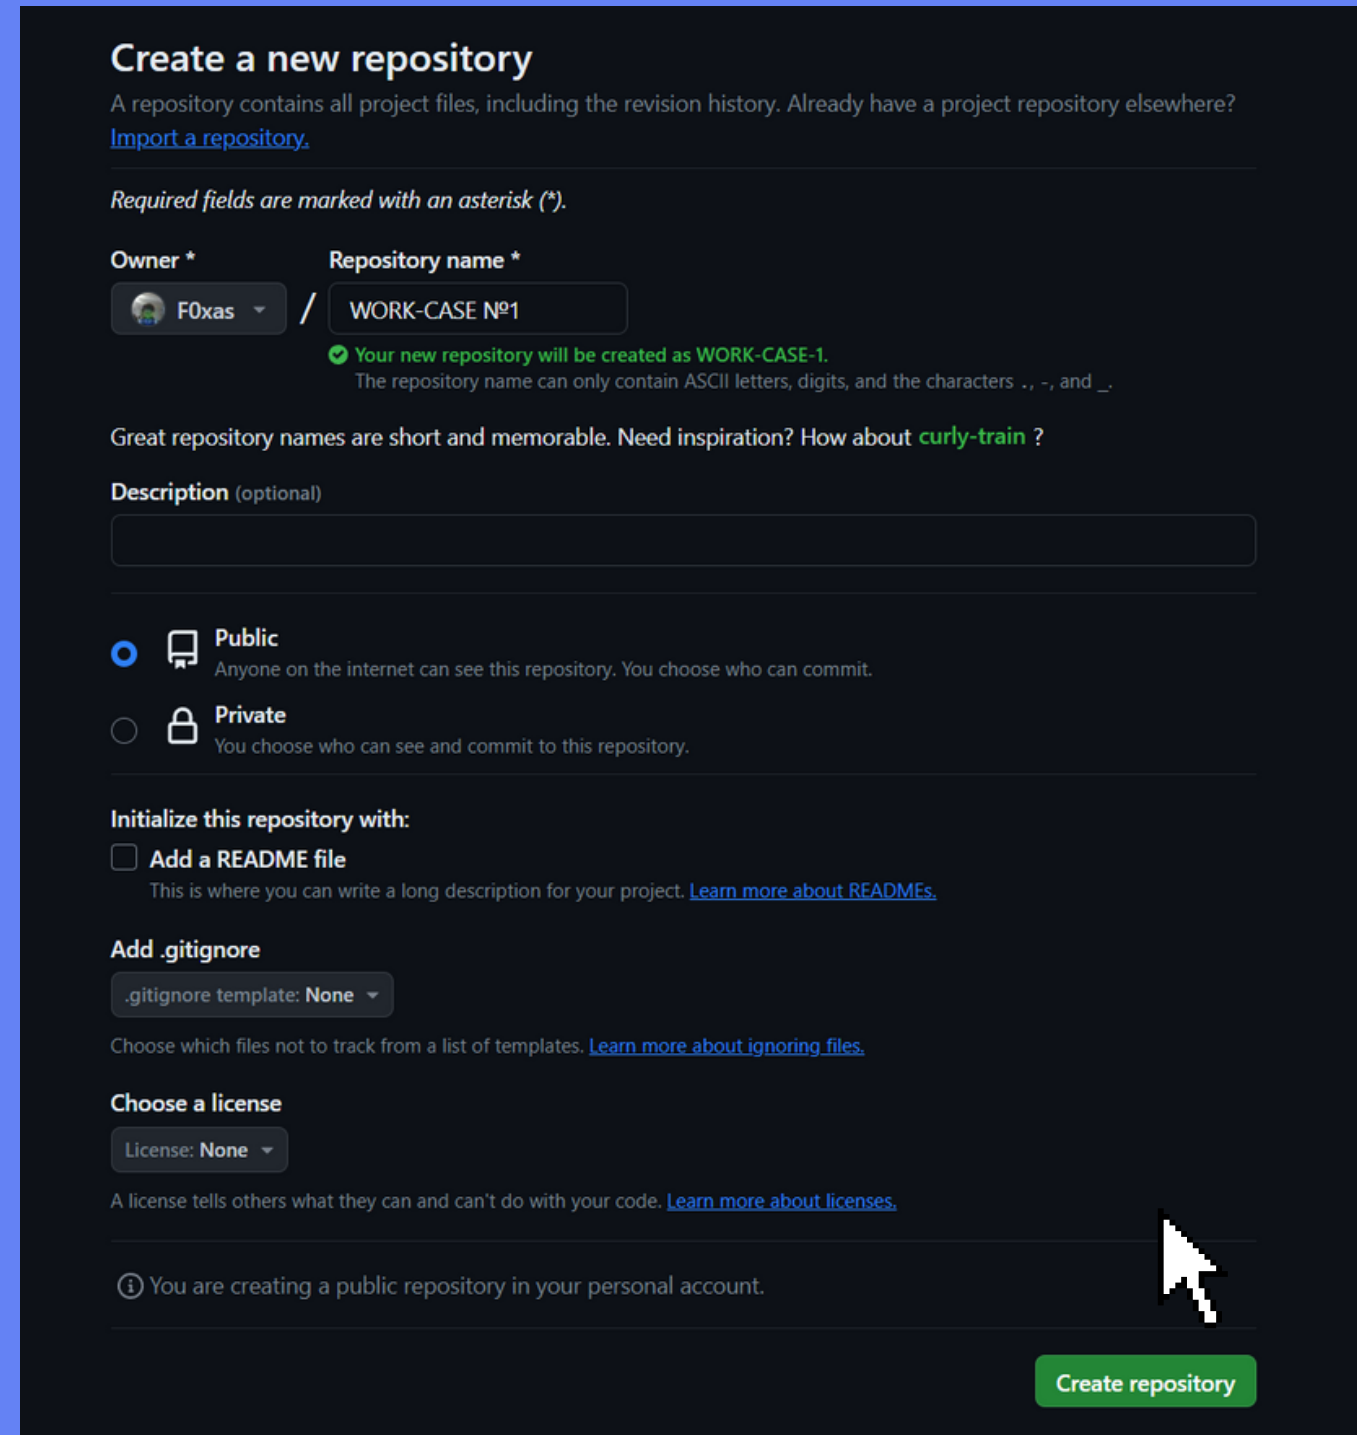 Create a new repository
A repository contains all project files, including the revision history. Already have a project repository elsewhere?
Import a repository.
Required fields are marked with an asterisk (*).
Owner *
Repository name *
F0xas
/
WORK-CASE №1
Your new repository will be created as WORK-CASE-1.
The repository name can only contain ASCII letters, digits, and the characters ., -, and _.
Great repository names are short and memorable. Need inspiration? How about curly-train ?
Description (optional)
Public
Anyone on the internet can see this repository. You choose who can commit.
Private
You choose who can see and commit to this repository.
Initialize this repository with:
Add a README file
This is where you can write a long description for your project. Learn more about READMEs.
Add .gitignore
.gitignore template: None
Choose which files not to track from a list of templates. Learn more about ignoring files.
Choose a license
License: None
A license tells others what they can and can't do with your code. Learn more about licenses.
You are creating a public repository in your personal account.
Create repository